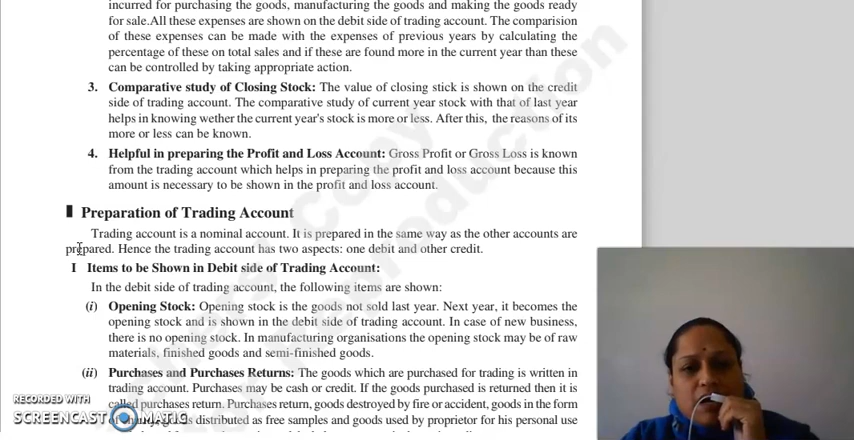 incurred for purchasing the goods, manufacturing the goods and making the goods ready
for sale.All these expenses are shown on the debit side of trading account. The comparision
of these expenses can be made with the expenses of previous years by calculating the
percentage of these on total sales and if these are found more in the current year than these
can be controlled by taking appropriate action.
3. Comparative study of Closing Stock: The value of closing stick is shown on the credit
side of trading account. The comparative study of current year stock with that of last year
helps in knowing wether the current year's stock is more or less. After this, the reasons of its
more or less can be known.
4. Helpful in preparing the Profit and Loss Account: Gross Profit or Gross Loss is known
from the trading account which helps in preparing the profit and loss account because this
amount is necessary to be shown in the profit and loss account.
Preparation of Trading Account
Trading account is a nominal account. It is prepared in the same way as the other accounts are
prepared. Hence the trading account has two aspects: one debit and other credit.
I Items to be Shown in Debit side of Trading Account:
In the debit side of trading account, the following items are shown:
(i) Opening Stock: Opening stock is the goods not sold last year. Next year, it becomes the
opening stock and is shown in the debit side of trading account. In case of new business,
there is no opening stock. In manufacturing organisations the opening stock may be of raw
materials, finished goods and semi-finished goods.
(ii) Purchases and Purchases Returns: The goods which are purchased for trading is written in
trading account. Purchases may be cash or credit. If the goods purchased is returned then it is
called purchases return. Purchases return, goods destroyed by fire or accident, goods in the form
distributed as free samples and goods used by proprietor for his personal use
RECORDED WITH
SCREENCAST MATIC